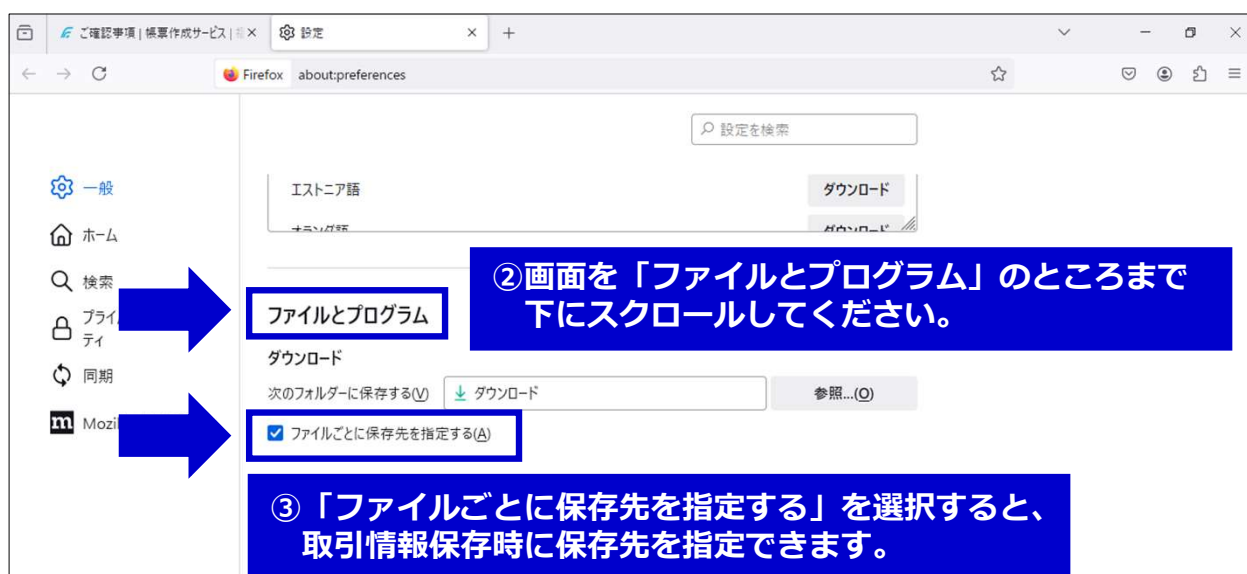 ご確認事項 | 帳票作成サービス |
設定
Firefox about:preferences
設定を検索
一般
ホーム
検索
プライ
ティ
同期
Mozil
エストニア語 ダウンロード
オランダ語 ダウンロード
②画面を「ファイルとプログラム」のところまで
下にスクロールしてください。
ファイルとプログラム
ダウンロード
次のフォルダーに保存する(V) ダウンロード 参照...(O)
ファイルごとに保存先を指定する(A)
③「ファイルごとに保存先を指定する」を選択すると、
取引情報保存時に保存先を指定できます。